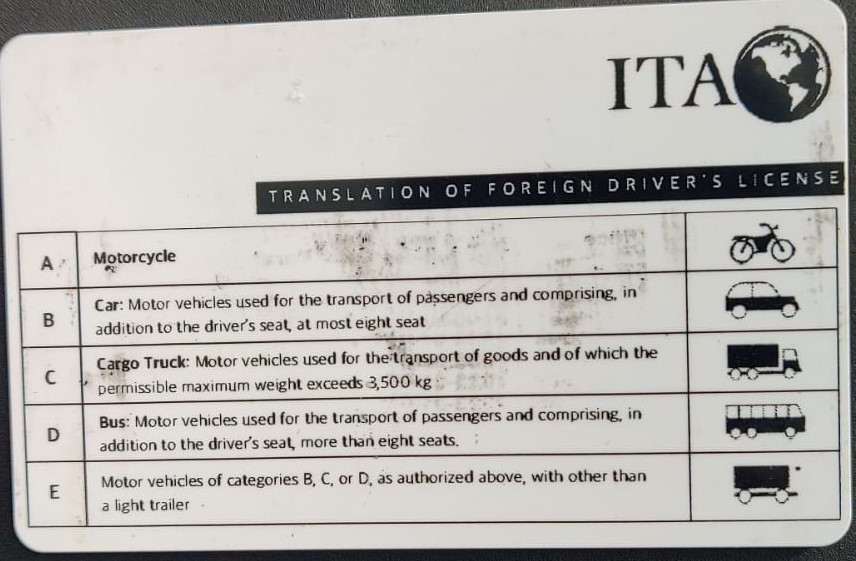 ITA
TRANSLATION OF FOREIGN DRIVER'S LICENSE
A Motorcycle
B Car: Motor vehicles used for the transport of passengers and comprising, in
addition to the driver's seat, at most eight seat
C Cargo Truck: Motor vehicles used for the transport of goods and of which the
permissible maximum weight exceeds 3,500 kg
D Bus: Motor vehicles used for the transport of passengers and comprising, in
addition to the driver's seat, more than eight seats.
E Motor vehicles of categories B, C, or D, as authorized above, with other than
a light trailer